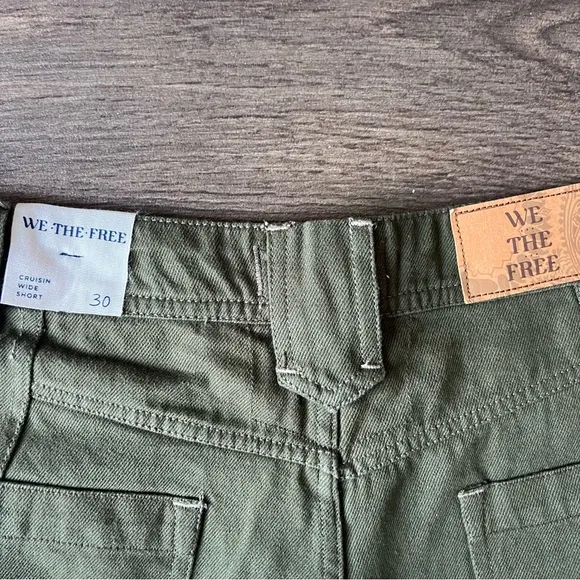 WE·THE·FREE
CRUISIN
WIDE
SHORT
30
WE
THE
FREE